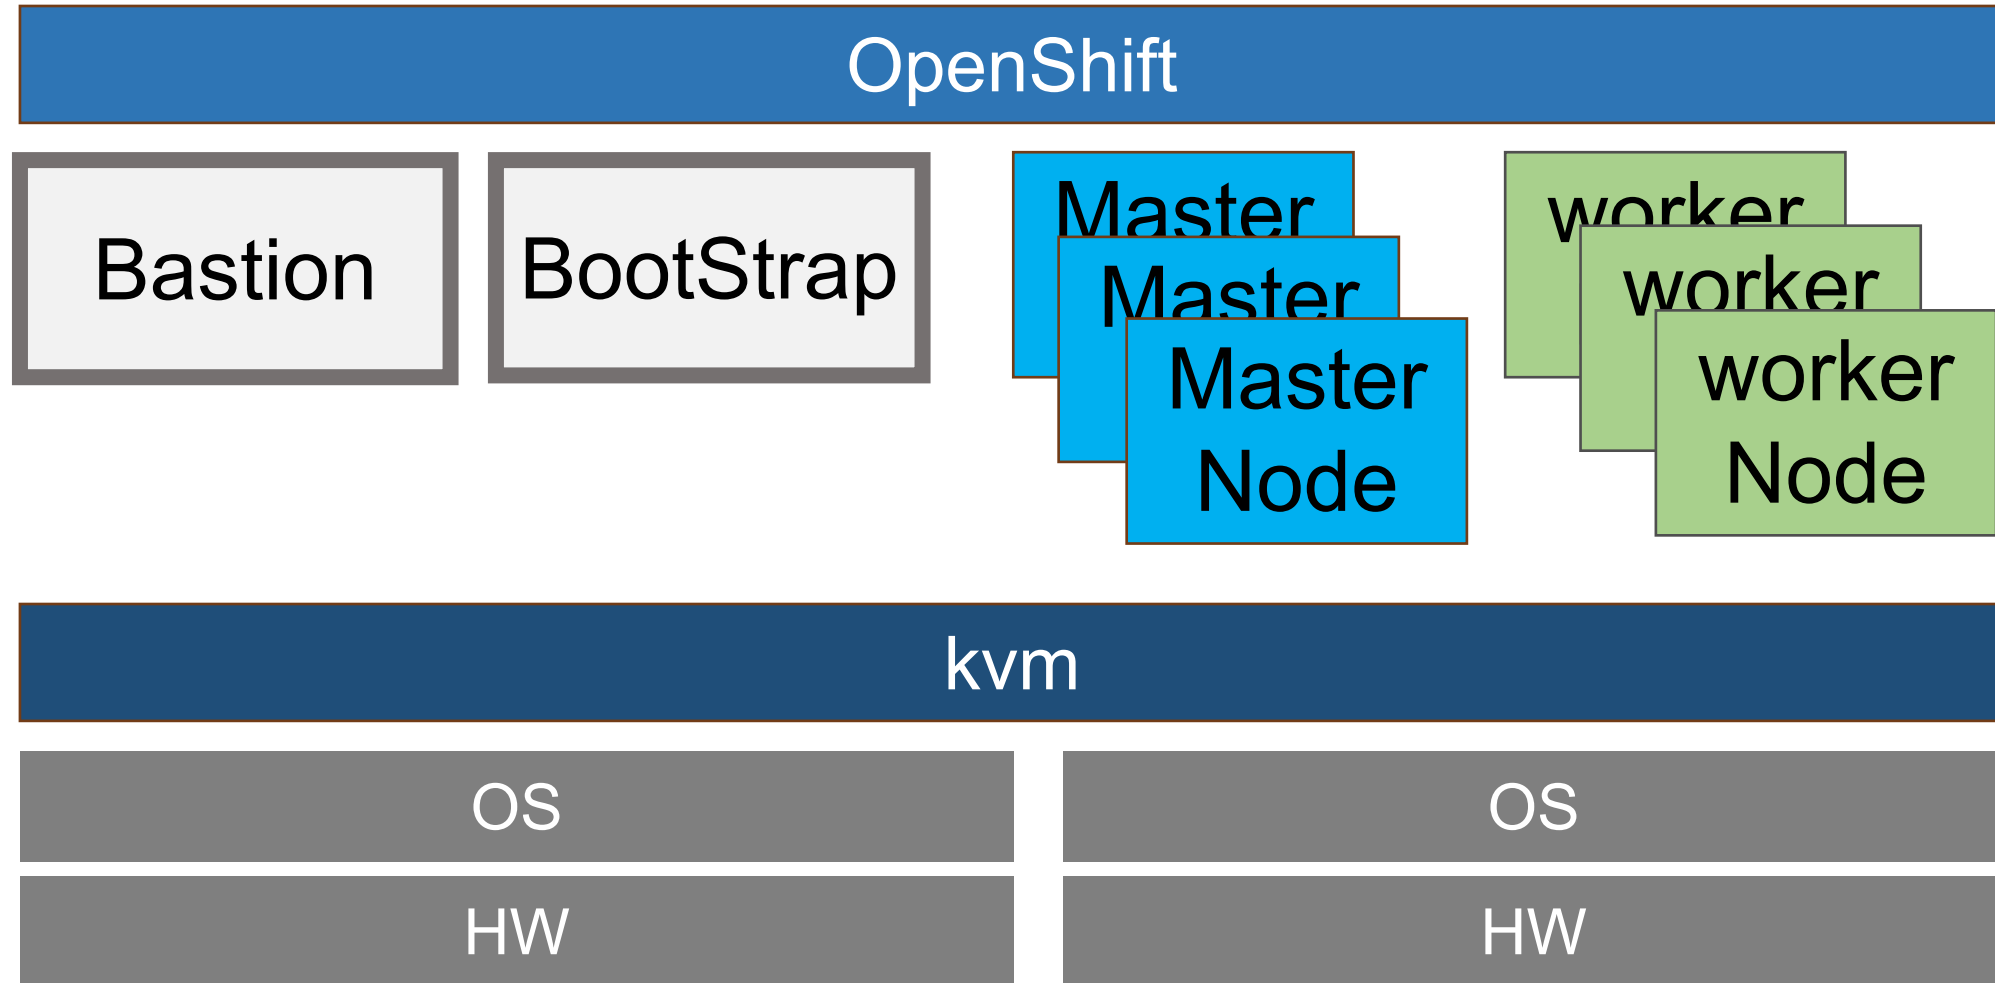 OpenShift
Bastion
BootStrap
Master
Master
Master
Node
worker
worker
worker
Node
kvm
OS
OS
HW
HW